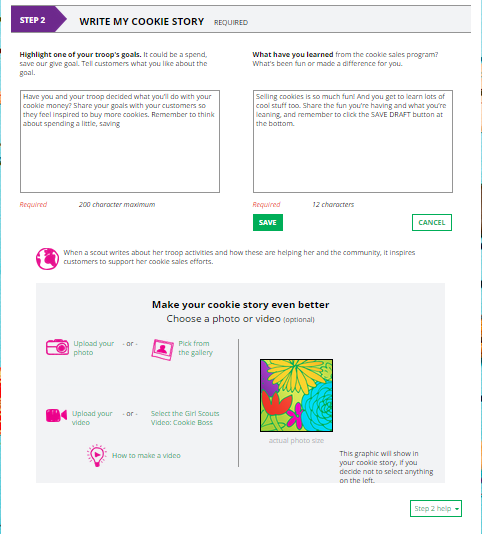 STEP 2
WRITE MY COOKIE STORY REQUIRED
Highlight one of your troop's goals. It could be a spend,
save our give goal. Tell customers what you like about the
goal.
Have you and your troop decided what you'll do with your
cookie money? Share your goals with your customers so
they feel inspired to buy more cookies. Remember to think
about spending a little, saving
Required
200 character maximum
What have you learned from the cookie sales program?
What's been fun or made a difference for you.
Selling cookies is so much fun! And you get to learn lots of
cool stuff too. Share the fun you're having and what you're
leaning, and remember to click the SAVE DRAFT button at
the bottom.
Required
12 characters
SAVE
CANCEL
When a scout writes about her troop activities and how these are helping her and the community, it inspires
customers to support her cookie sales efforts.
Make your cookie story even better
Choose a photo or video (optional)
Upload your
photo
- or -
Pick from
the gallery
Upload your
video
- or -
Select the Girl Scouts
Video: Cookie Boss
How to make a video
actual photo size
This graphic will show in
your cookie story, if you
decide not to select anything
on the left.
Step 2 help